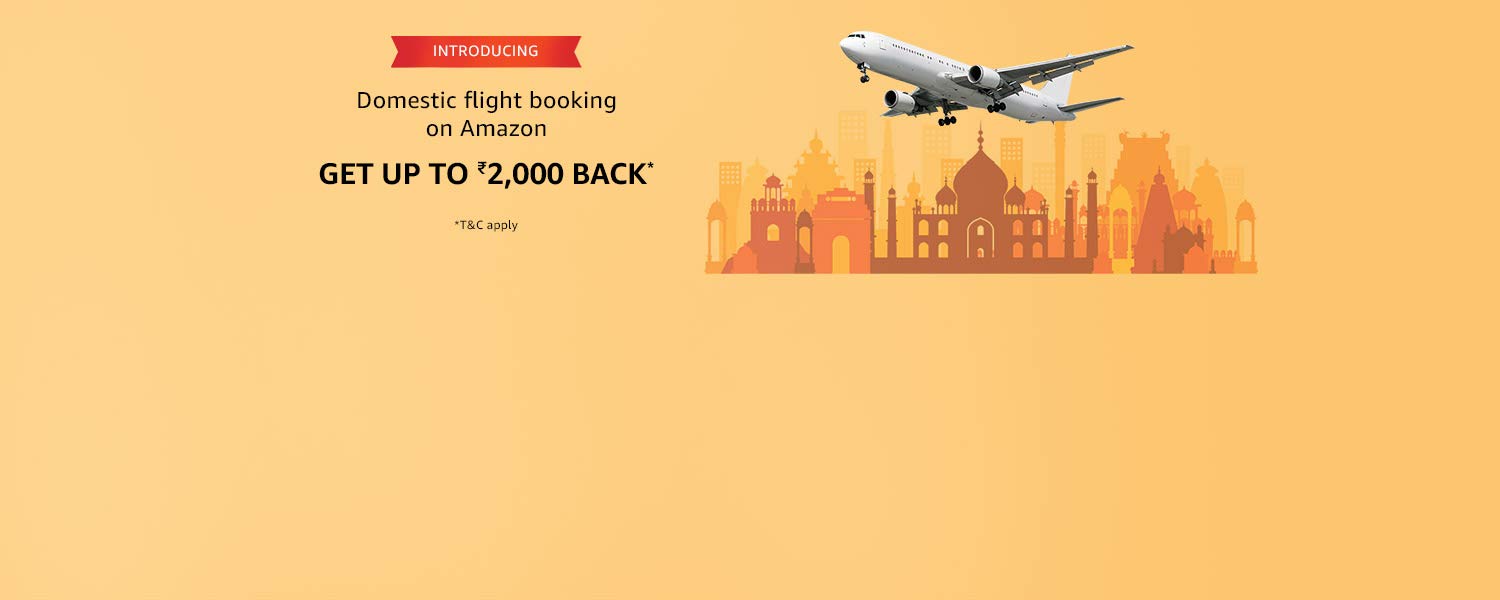 INTRODUCING
Domestic flight booking
on Amazon
GET UP TO ₹2,000 BACK*
*T&C apply